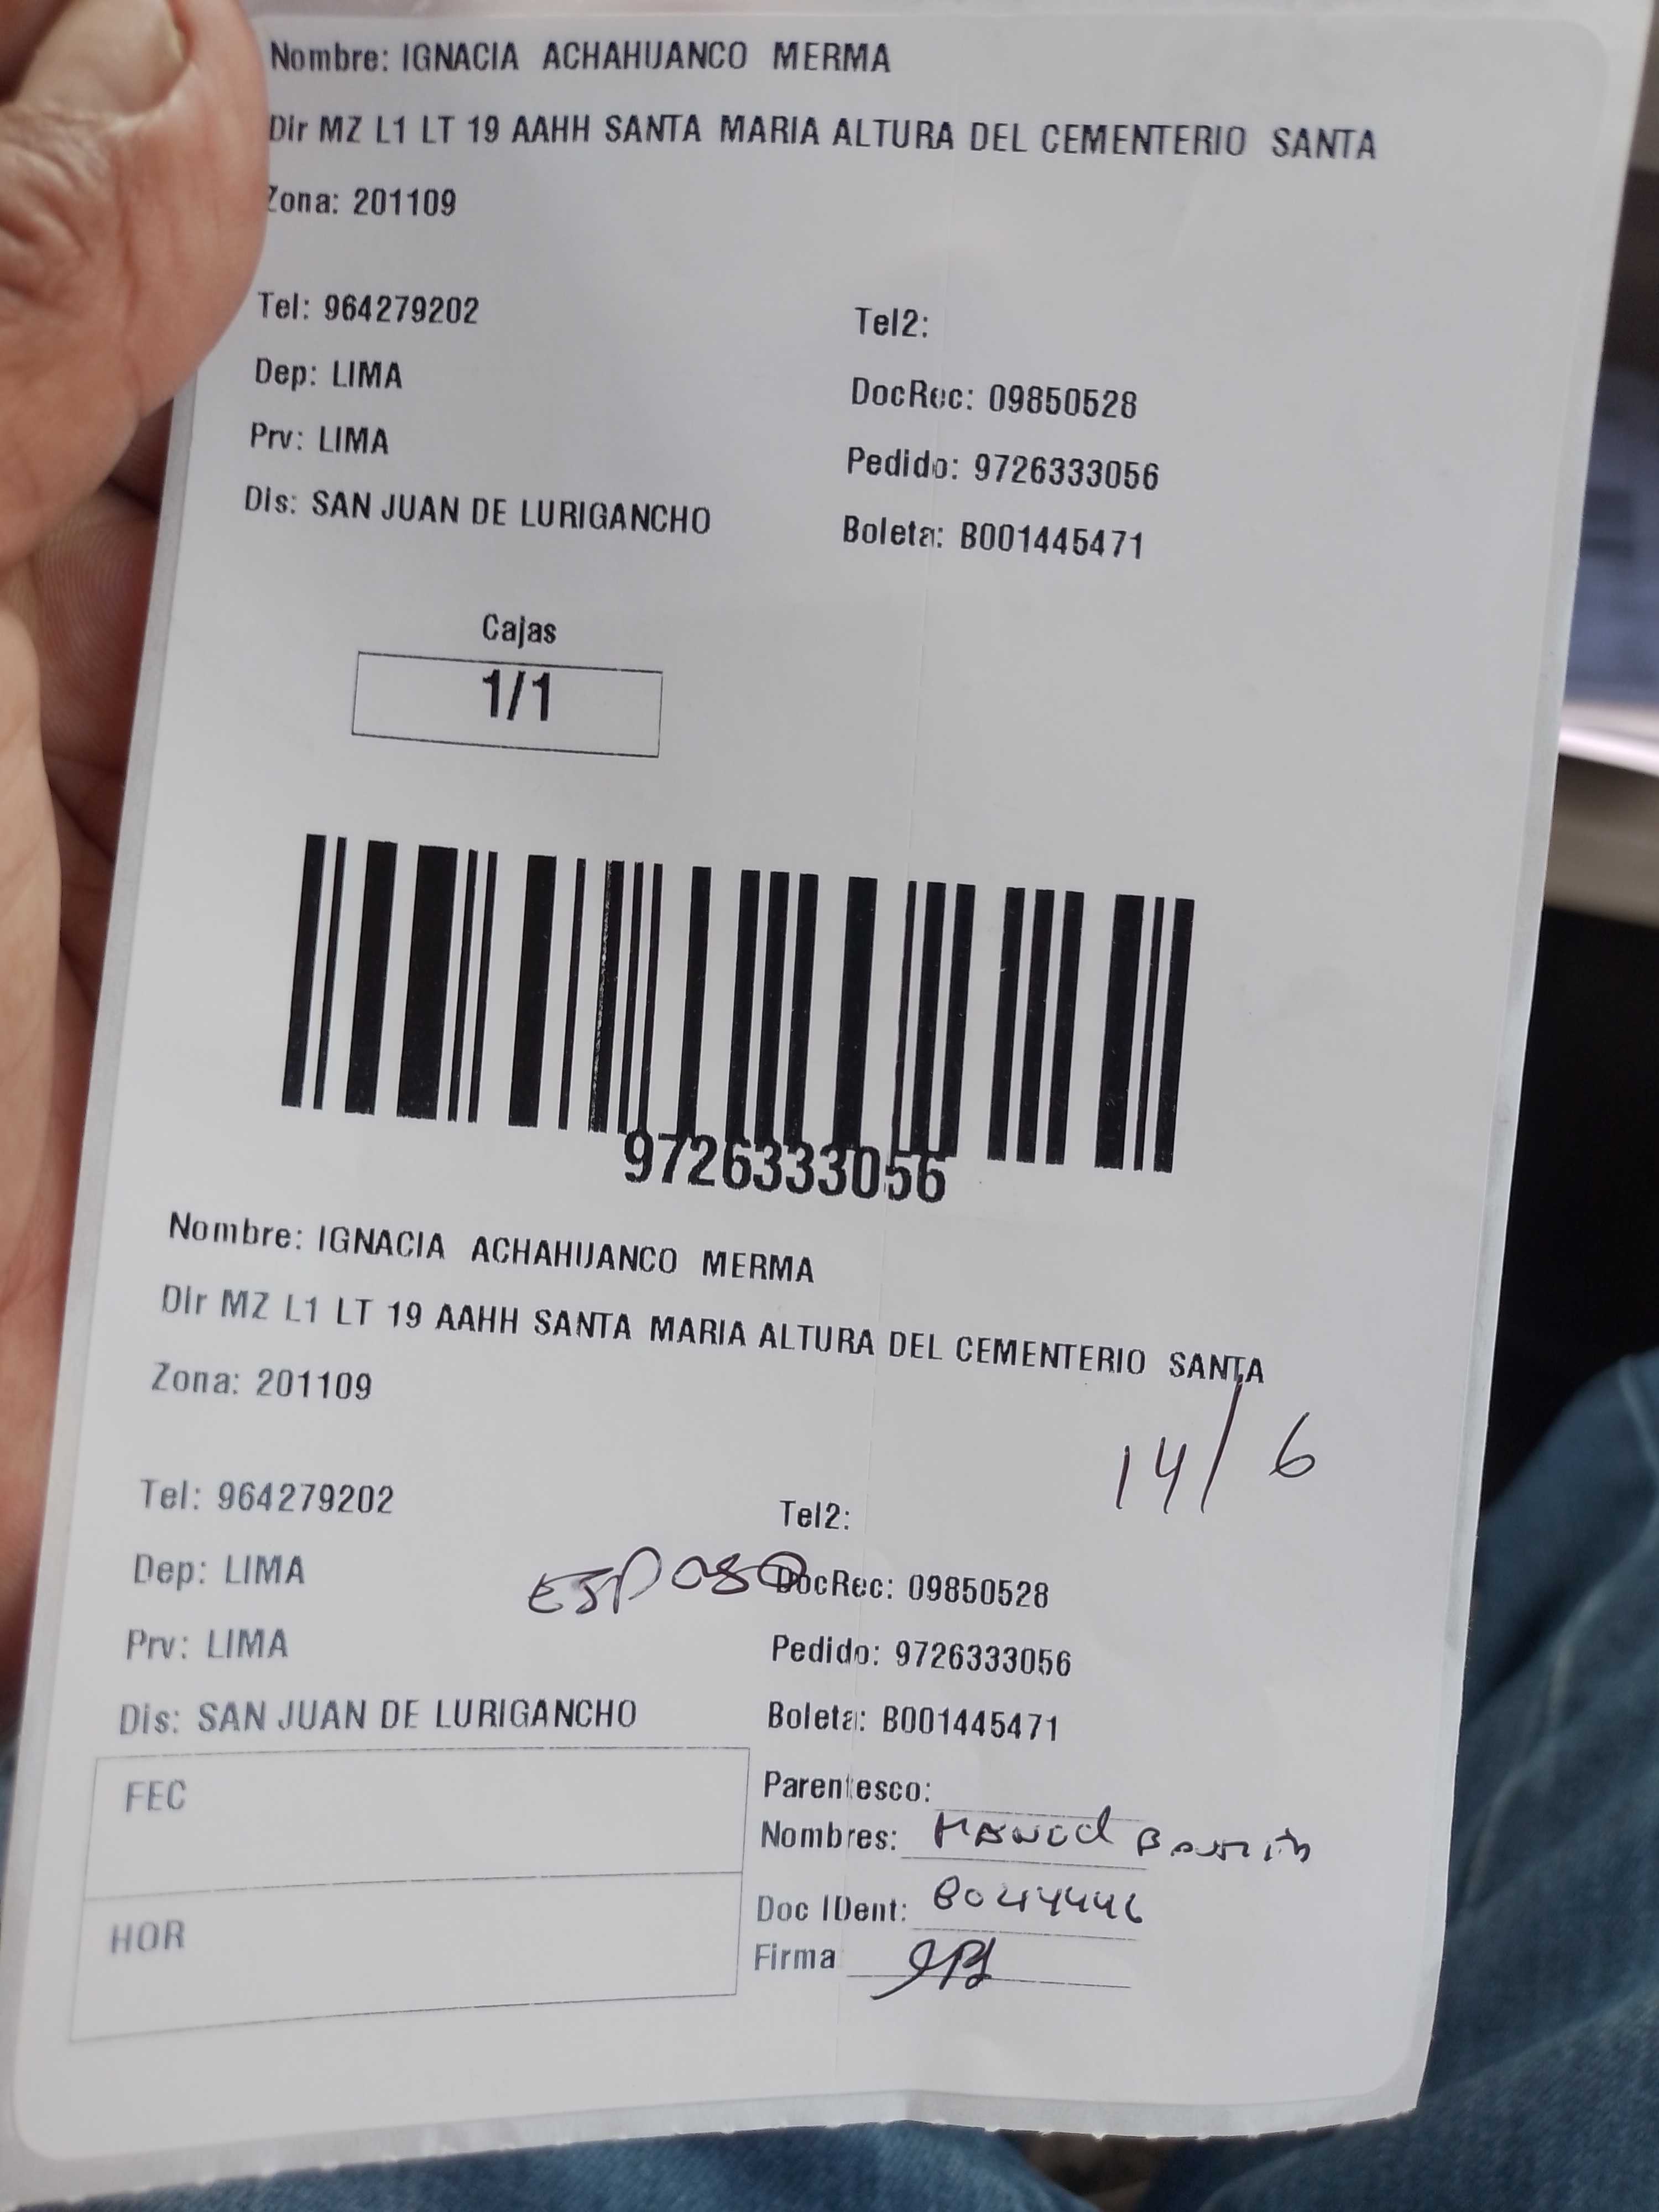 Nombre: IGNACIA ACHAHUANCO MERMA
Dir MZ L1 LT 19 AAHH SANTA MARIA ALTURA DEL CEMENTERIO SANTA
Zona: 201109
Tel: 964279202 Tel2:
Dep: LIMA DocRec: 09850528
Prv: LIMA Pedido: 9726333056
Dis: SAN JUAN DE LURIGANCHO Boleta: B001445471
Cajas
1/1
9726333056
Nombre: IGNACIA ACHAHUANCO MERMA
Dir MZ L1 LT 19 AAHH SANTA MARIA ALTURA DEL CEMENTERIO SANTA
Zona: 201109
14/6
Tel: 964279202 Tel2:
Dep: LIMA ESPOSO DocRec: 09850528
Prv: LIMA Pedido: 9726333056
Dis: SAN JUAN DE LURIGANCHO Boleta: B001445471
FEC
Parentesco:
Nombres: Manuel
Doc IDent: 80444446
HOR
Firma